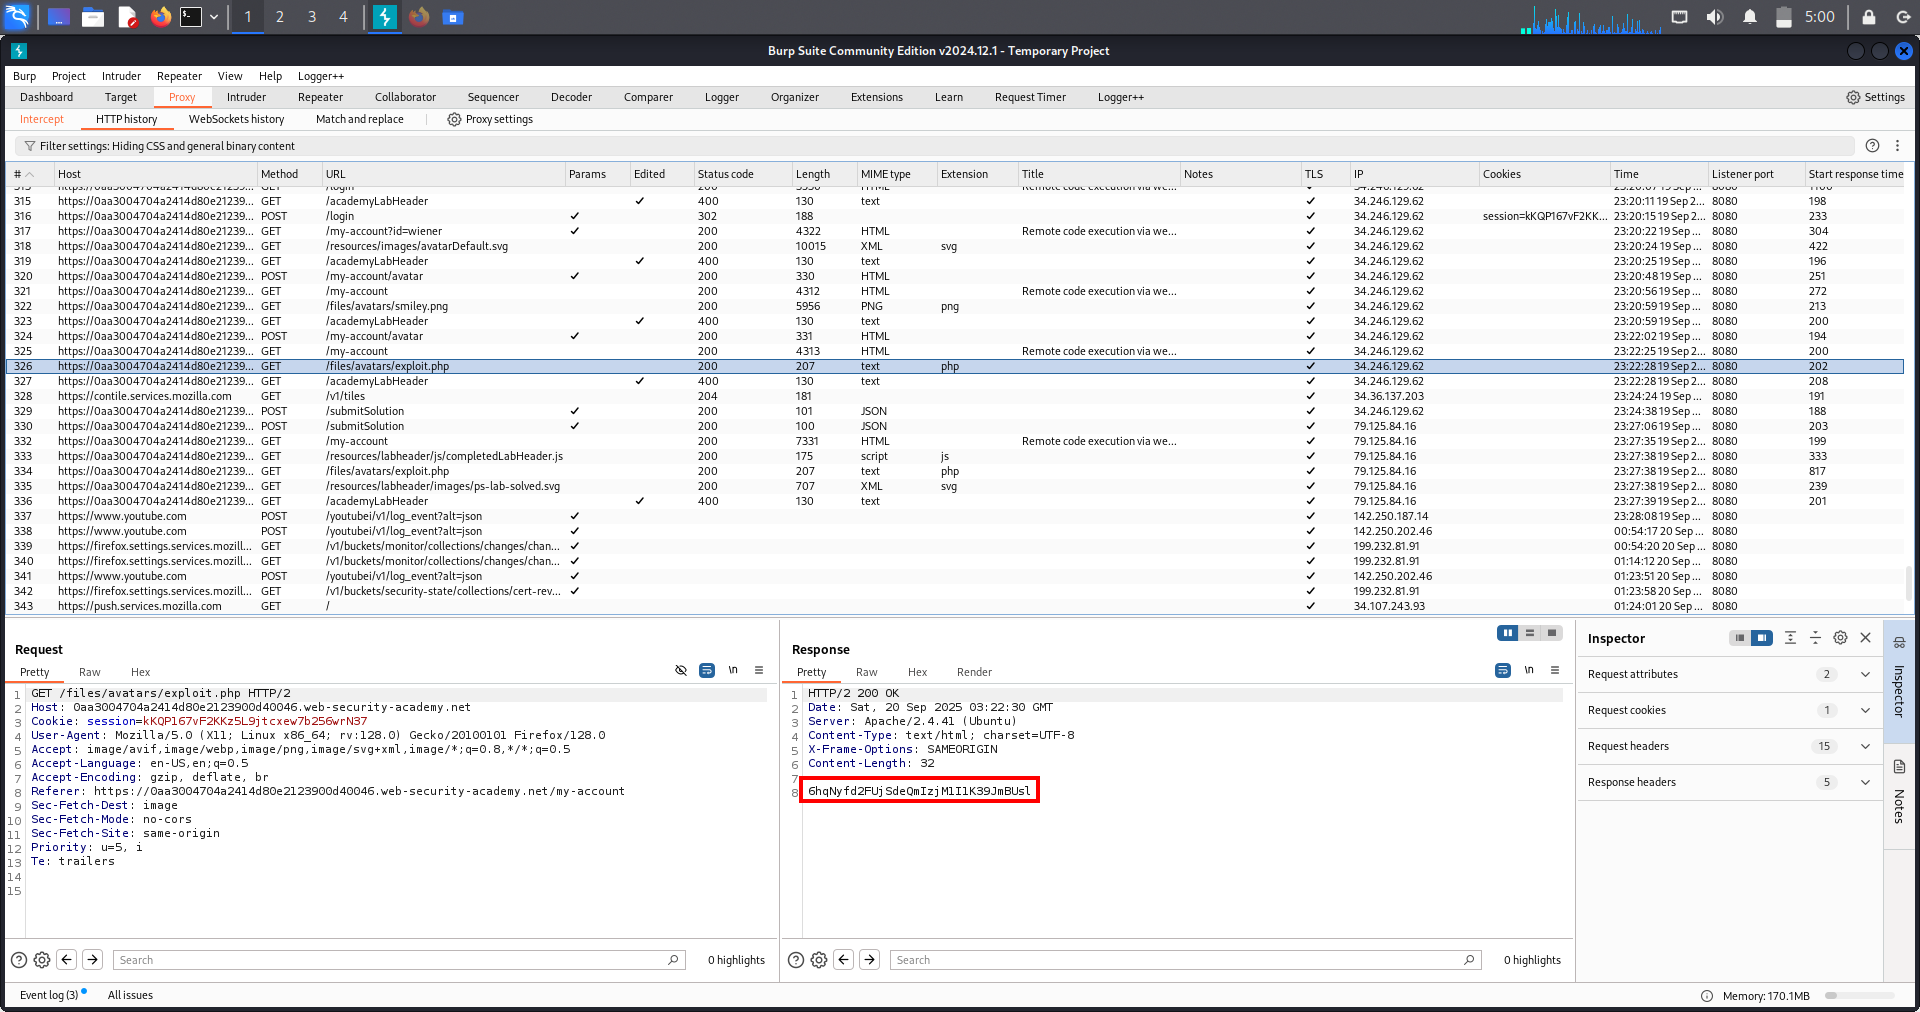 1 2 3 4 5:00
Burp Suite Community Edition v2024.12.1 - Temporary Project
Burp Project Intruder Repeater View Help Logger++
Dashboard Target Proxy Intruder Repeater Collaborator Sequencer Decoder Comparer Logger Organizer Extensions Learn Request Timer Logger++ Settings
Intercept HTTP history WebSockets history Match and replace Proxy settings
Filter settings: Hiding CSS and general binary content
# Host Method URL Params Edited Status code Length MIME type Extension Title Notes TLS IP Cookies Time Listener port Start response time
315 https://0aa3004704a2414d80e21239... GET /academyLabHeader ✓ 400 130 text ✓ 34.246.129.62 23:20:11 19 Sep 2... 8080 198
316 https://0aa3004704a2414d80e21239... POST /login ✓ 302 188 ✓ 34.246.129.62 session=kKQP167vF2KK... 23:20:15 19 Sep 2... 8080 233
317 https://0aa3004704a2414d80e21239... GET /my-account?id=wiener ✓ 200 4322 HTML Remote code execution via we... ✓ 34.246.129.62 23:20:22 19 Sep 2... 8080 304
318 https://0aa3004704a2414d80e21239... GET /resources/images/avatarDefault.svg 200 10015 XML svg ✓ 34.246.129.62 23:20:24 19 Sep 2... 8080 422
319 https://0aa3004704a2414d80e21239... GET /academyLabHeader ✓ 400 130 text ✓ 34.246.129.62 23:20:25 19 Sep 2... 8080 196
320 https://0aa3004704a2414d80e21239... POST /my-account/avatar ✓ 200 330 HTML ✓ 34.246.129.62 23:20:48 19 Sep 2... 8080 251
321 https://0aa3004704a2414d80e21239... GET /my-account 200 4312 HTML Remote code execution via we... ✓ 34.246.129.62 23:20:56 19 Sep 2... 8080 272
322 https://0aa3004704a2414d80e21239... GET /files/avatars/smiley.png 200 5956 PNG png ✓ 34.246.129.62 23:20:59 19 Sep 2... 8080 213
323 https://0aa3004704a2414d80e21239... GET /academyLabHeader ✓ 400 130 text ✓ 34.246.129.62 23:20:59 19 Sep 2... 8080 200
324 https://0aa3004704a2414d80e21239... POST /my-account/avatar ✓ 200 331 HTML ✓ 34.246.129.62 23:22:02 19 Sep 2... 8080 194
325 https://0aa3004704a2414d80e21239... GET /my-account 200 4313 HTML Remote code execution via we... ✓ 34.246.129.62 23:22:25 19 Sep 2... 8080 200
326 https://0aa3004704a2414d80e21239... GET /files/avatars/exploit.php 200 207 text php ✓ 34.246.129.62 23:22:28 19 Sep 2... 8080 202
327 https://0aa3004704a2414d80e21239... GET /academyLabHeader ✓ 400 130 text ✓ 34.246.129.62 23:22:28 19 Sep 2... 8080 208
328 https://contile.services.mozilla.com GET /v1/tiles 204 181 ✓ 34.36.137.203 23:24:24 19 Sep ... 8080 191
329 https://0aa3004704a2414d80e21239... POST /submitSolution ✓ 200 101 JSON ✓ 34.246.129.62 23:24:38 19 Sep ... 8080 188
330 https://0aa3004704a2414d80e21239... POST /submitSolution ✓ 200 100 JSON ✓ 79.125.84.16 23:27:06 19 Sep ... 8080 203
332 https://0aa3004704a2414d80e21239... GET /my-account 200 7331 HTML Remote code execution via we... ✓ 79.125.84.16 23:27:35 19 Sep ... 8080 199
333 https://0aa3004704a2414d80e21239... GET /resources/labheader/js/completedLabHeader.js 200 175 script js ✓ 79.125.84.16 23:27:38 19 Sep ... 8080 333
334 https://0aa3004704a2414d80e21239... GET /files/avatars/exploit.php 200 207 text php ✓ 79.125.84.16 23:27:38 19 Sep ... 8080 817
335 https://0aa3004704a2414d80e21239... GET /resources/labheader/images/ps-lab-solved.svg 200 707 XML svg ✓ 79.125.84.16 23:27:38 19 Sep ... 8080 239
336 https://0aa3004704a2414d80e21239... GET /academyLabHeader ✓ 400 130 text ✓ 79.125.84.16 23:27:39 19 Sep ... 8080 201
337 https://www.youtube.com POST /youtubei/v1/log_event?alt=json ✓ ✓ 142.250.187.14 23:28:08 19 Sep ... 8080
338 https://www.youtube.com POST /youtubei/v1/log_event?alt=json ✓ ✓ 142.250.202.46 00:54:17 20 Sep ... 8080
339 https://firefox.settings.services.mozill... GET /v1/buckets/monitor/collections/changes/chan... ✓ ✓ 199.232.81.91 00:54:20 20 Sep ... 8080
340 https://firefox.settings.services.mozill... GET /v1/buckets/monitor/collections/changes/chan... ✓ ✓ 199.232.81.91 01:14:12 20 Sep ... 8080
341 https://www.youtube.com POST /youtubei/v1/log_event?alt=json ✓ ✓ 142.250.202.46 01:23:51 20 Sep ... 8080
342 https://firefox.settings.services.mozill... GET /v1/buckets/security-state/collections/cert-rev... ✓ ✓ 199.232.81.91 01:23:58 20 Sep ... 8080
343 https://push.services.mozilla.com GET / ✓ 34.107.243.93 01:24:01 20 Sep ... 8080
Request
Pretty Raw Hex \n
1 GET /files/avatars/exploit.php HTTP/2
2 Host: 0aa3004704a2414d80e2123900d40046.web-security-academy.net
3 Cookie: session=kKQP167vF2KKz5L9jtcxew7b256wrN37
4 User-Agent: Mozilla/5.0 (X11; Linux x86_64; rv:128.0) Gecko/20100101 Firefox/128.0
5 Accept: image/avif,image/webp,image/png,image/svg+xml,image/*;q=0.8,*/*;q=0.5
6 Accept-Language: en-US,en;q=0.5
7 Accept-Encoding: gzip, deflate, br
8 Referer: https://0aa3004704a2414d80e2123900d40046.web-security-academy.net/my-account
9 Sec-Fetch-Dest: image
10 Sec-Fetch-Mode: no-cors
11 Sec-Fetch-Site: same-origin
12 Priority: u=5, i
13 Te: trailers
14
15
Search 0 highlights
Response
Pretty Raw Hex Render \n
1 HTTP/2 200 OK
2 Date: Sat, 20 Sep 2025 03:22:30 GMT
3 Server: Apache/2.4.41 (Ubuntu)
4 Content-Type: text/html; charset=UTF-8
5 X-Frame-Options: SAMEORIGIN
6 Content-Length: 32
7
8 6hqNyfd2FUjSdeQmIzjM1I1K39JmBUsl
Search 0 highlights
Inspector
Request attributes 2
Request cookies 1
Request headers 15
Response headers 5
Inspector
Notes
Event log (3) All issues Memory: 170.1MB